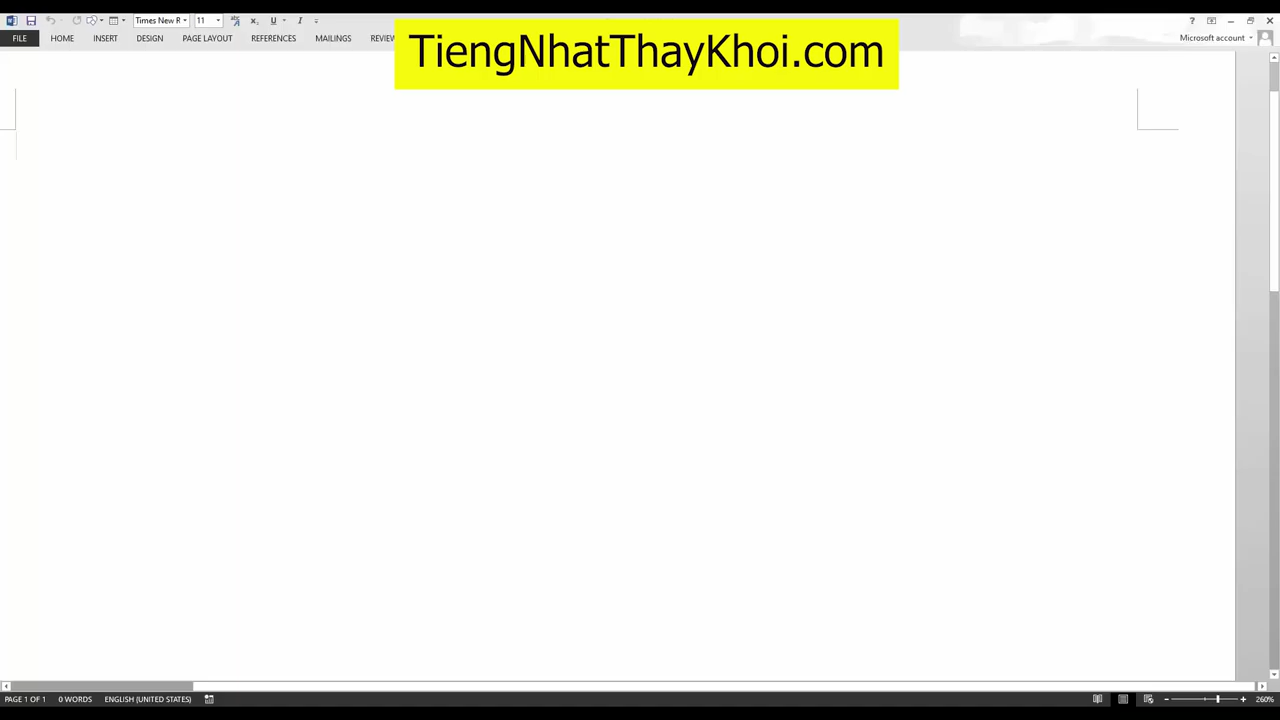 Times New R 11 U I ?
FILE HOME INSERT DESIGN PAGE LAYOUT REFERENCES MAILINGS REVIEW Microsoft account
TiengNhatThayKhoi.com
PAGE 1 OF 1 0 WORDS ENGLISH (UNITED STATES) 260%